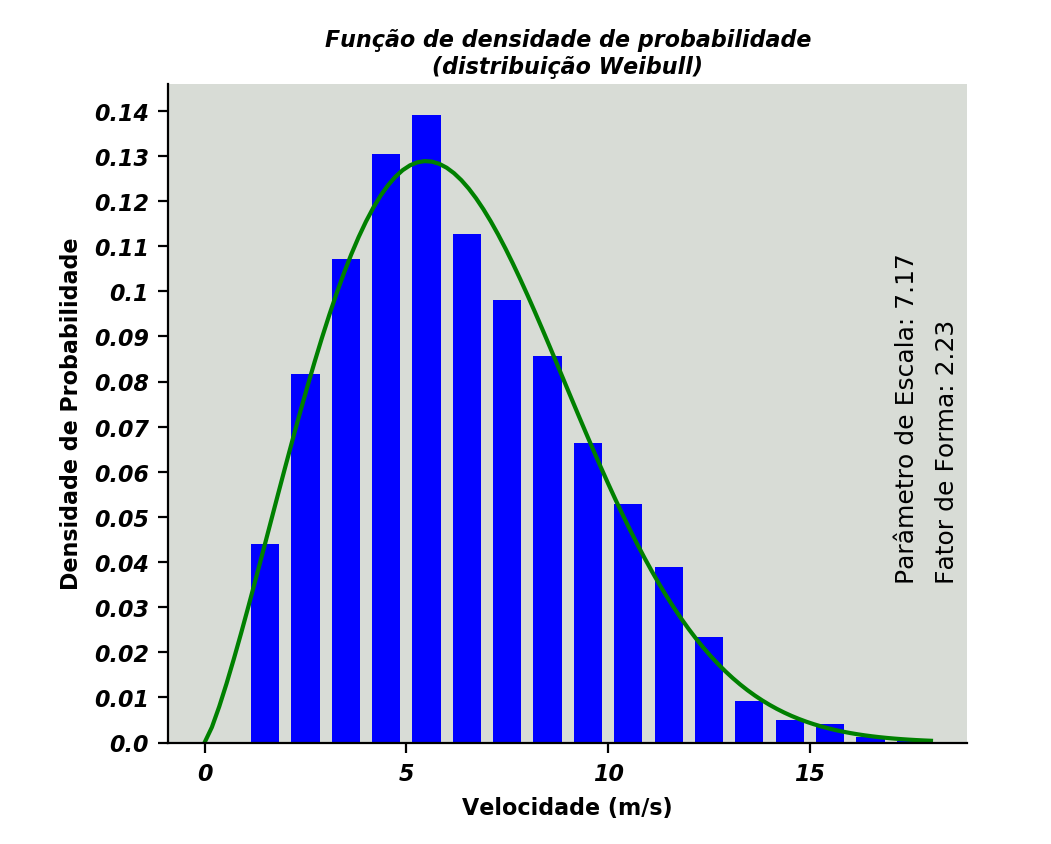 Função de densidade de probabilidade
(distribuição Weibull)
Densidade de Probabilidade
0.14
0.13
0.12
0.11
0.1
0.09
0.08
0.07
0.06
0.05
0.04
0.03
0.02
0.01
0.0
Parâmetro de Escala: 7.17
Fator de Forma: 2.23
0 5 10 15
Velocidade (m/s)